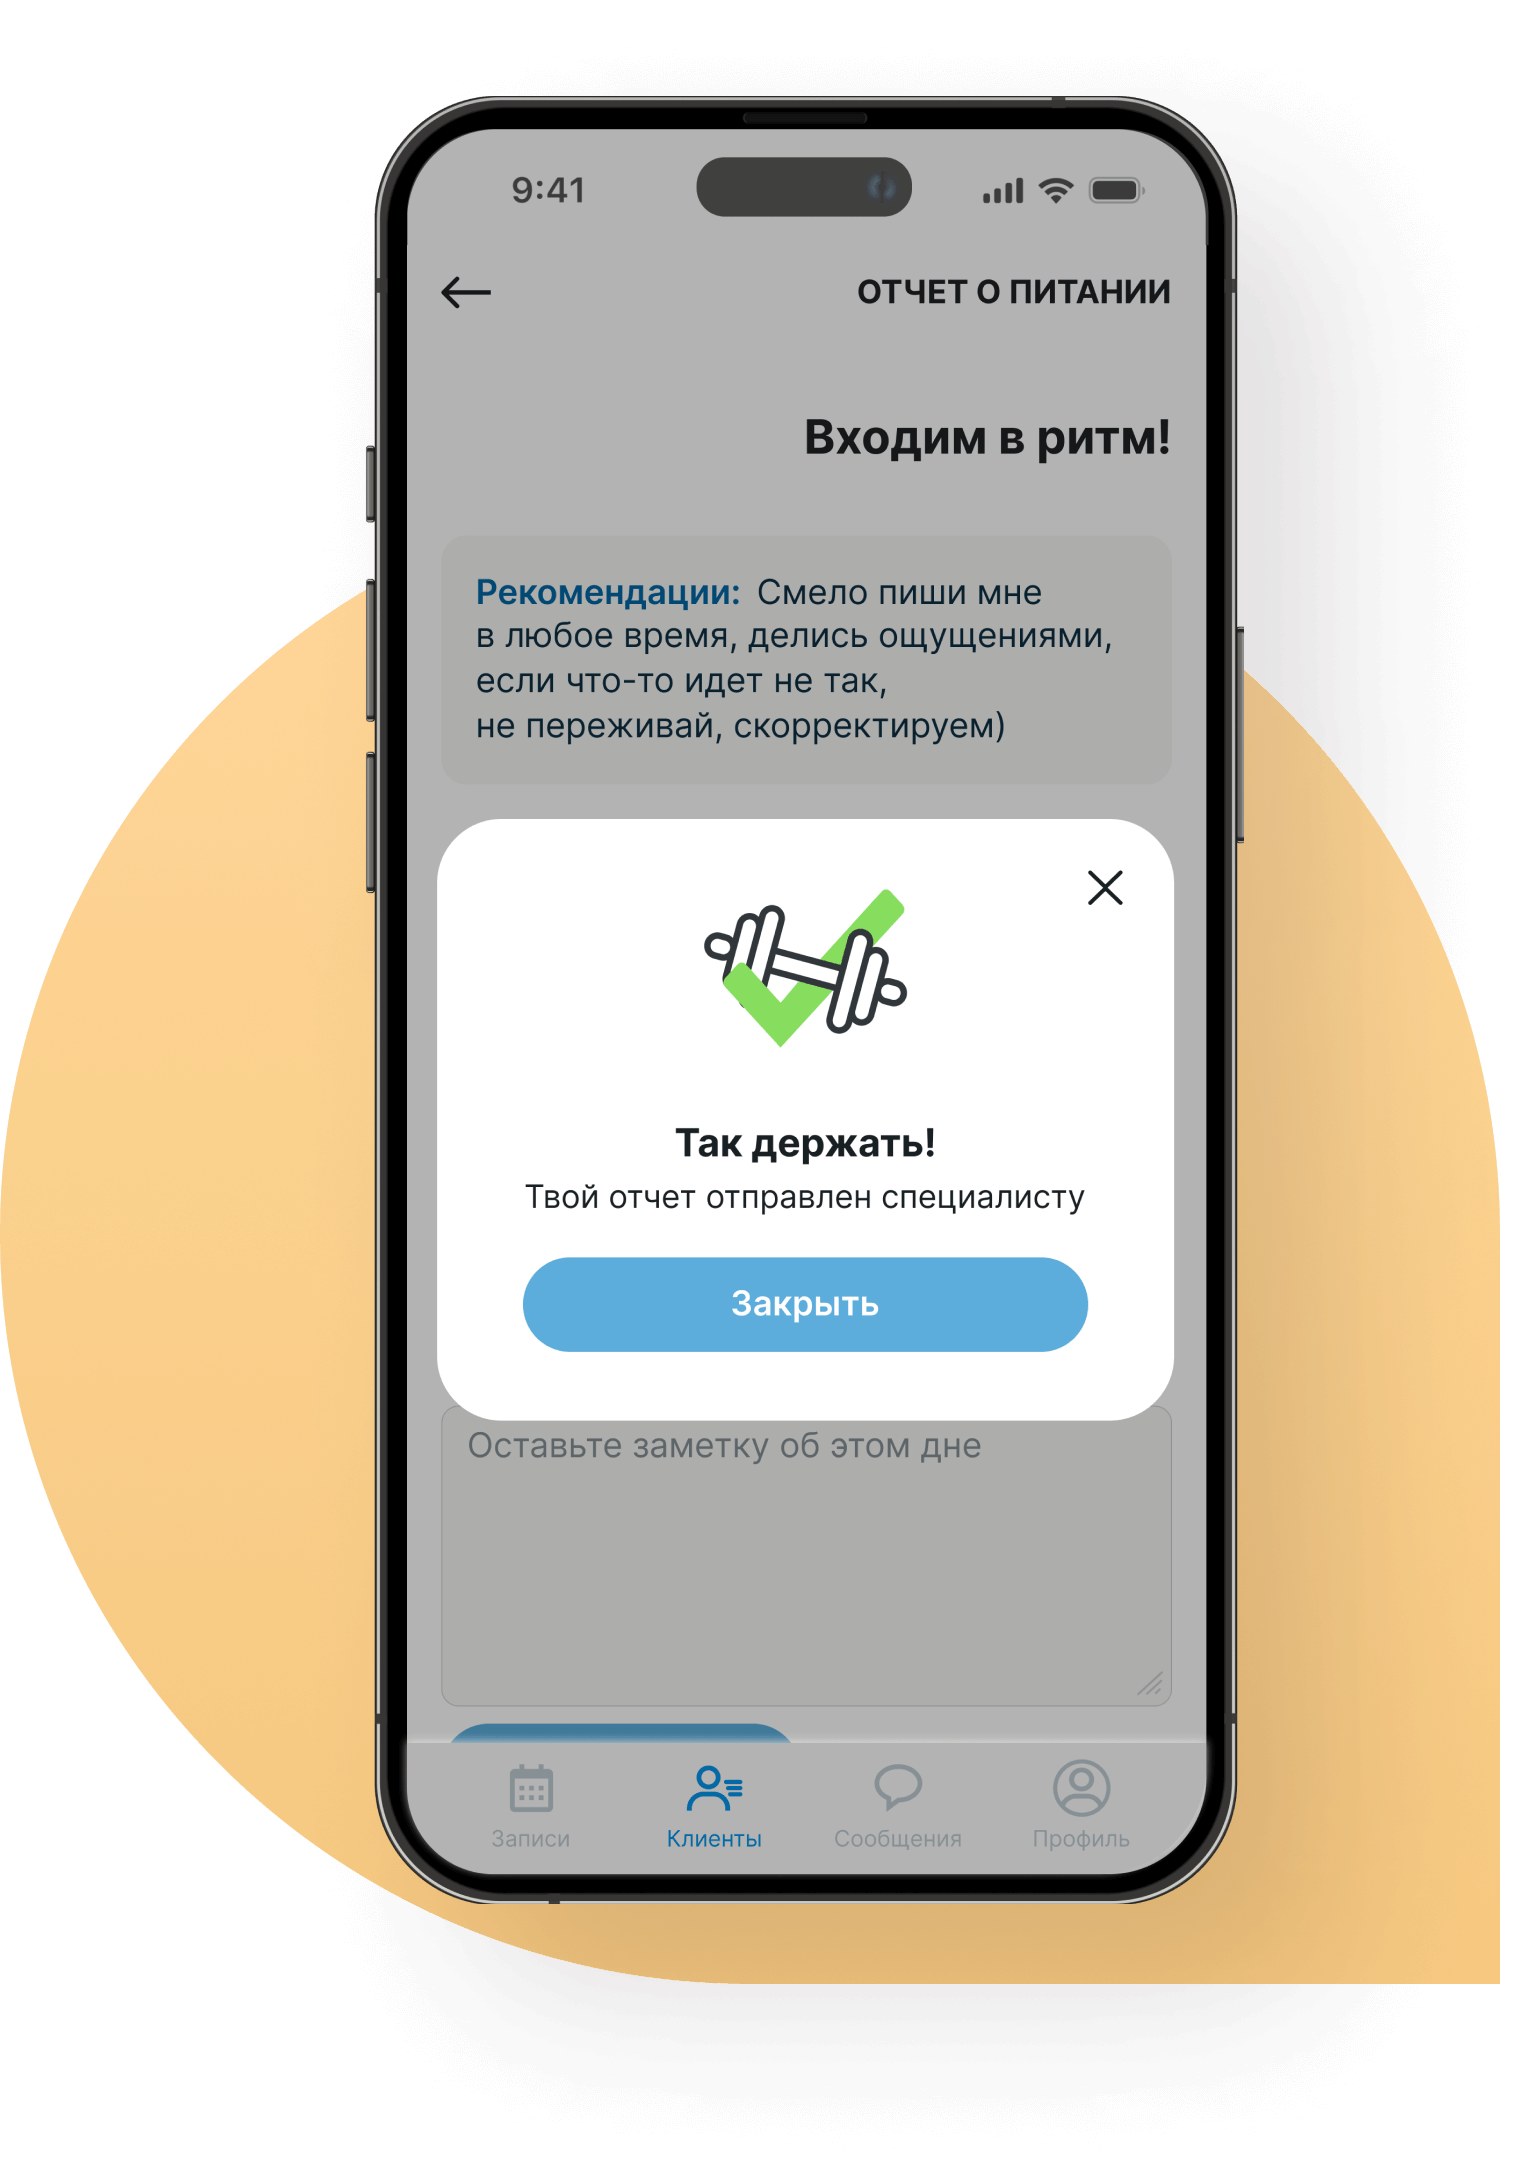 9:41
ОТЧЕТ О ПИТАНИИ
Входим в ритм!
Рекомендации: Смело пиши мне
в любое время, делись ощущениями,
если что-то идет не так,
не переживай, скорректируем)
Так держать!
Твой отчет отправлен специалисту
Закрыть
Оставьте заметку об этом дне
Записи
Клиенты
Сообщения
Профиль